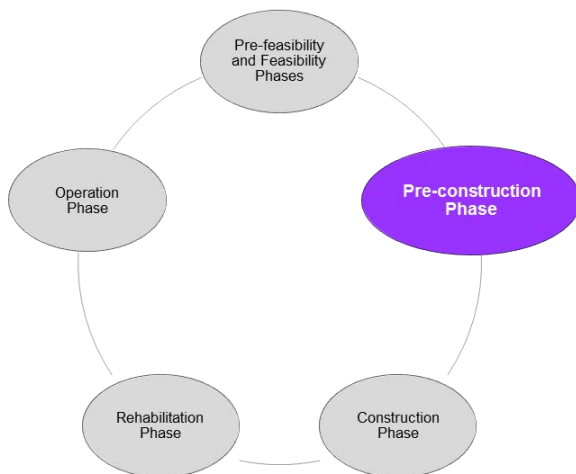 Pre-feasibility
and Feasibility
Phases
Pre-construction
Phase
Operation
Phase
Rehabilitation
Phase
Construction
Phase